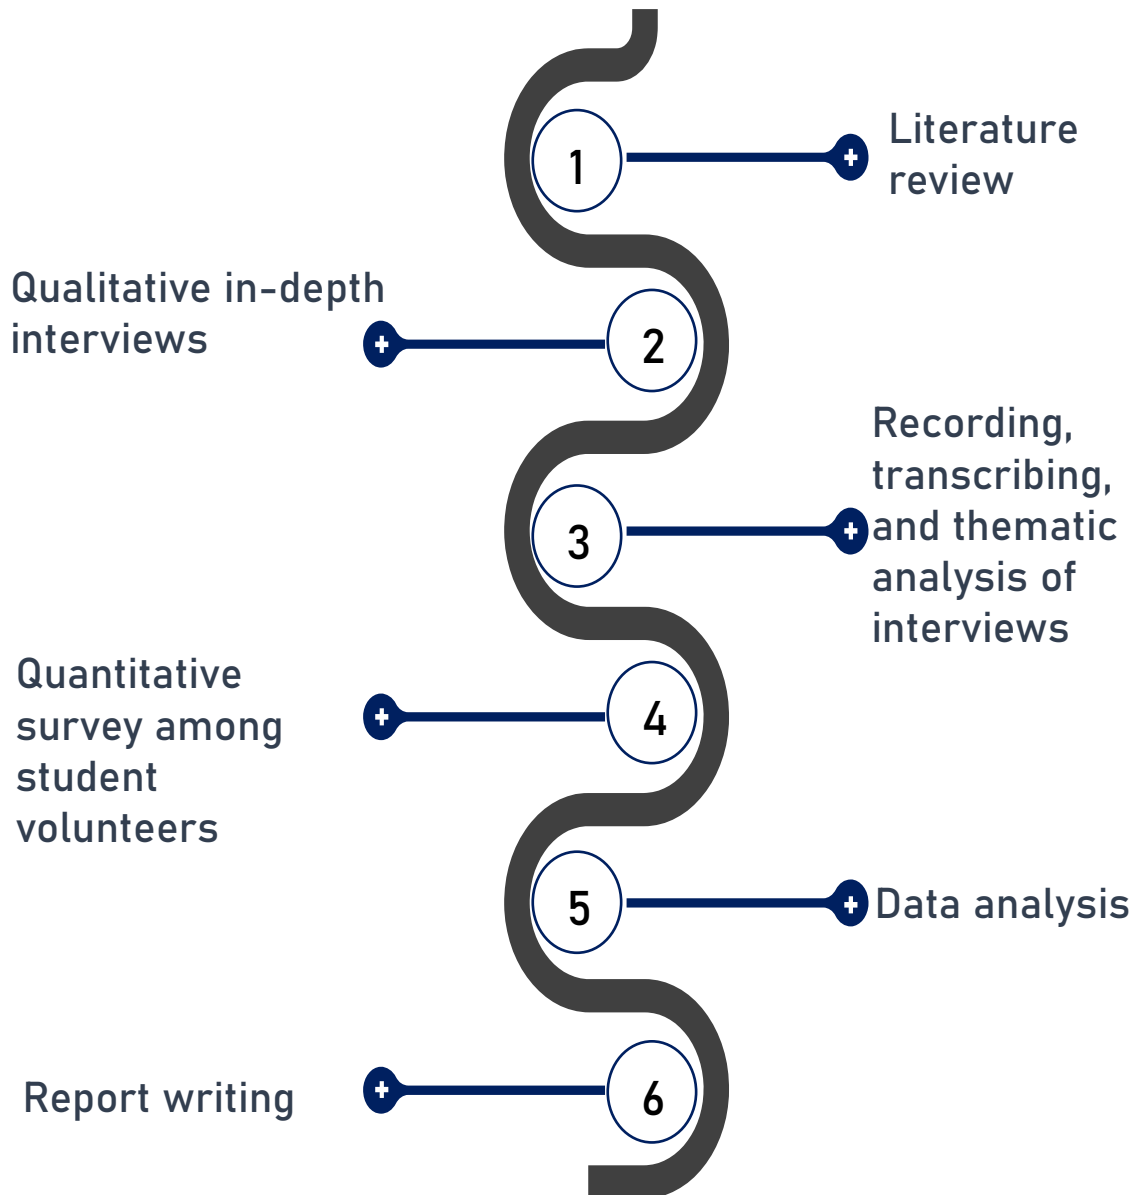 1
Literature
review
Qualitative in-depth
interviews
2
Recording,
transcribing,
and thematic
analysis of
interviews
3
Quantitative
survey among
student
volunteers
4
5
Data analysis
Report writing
6